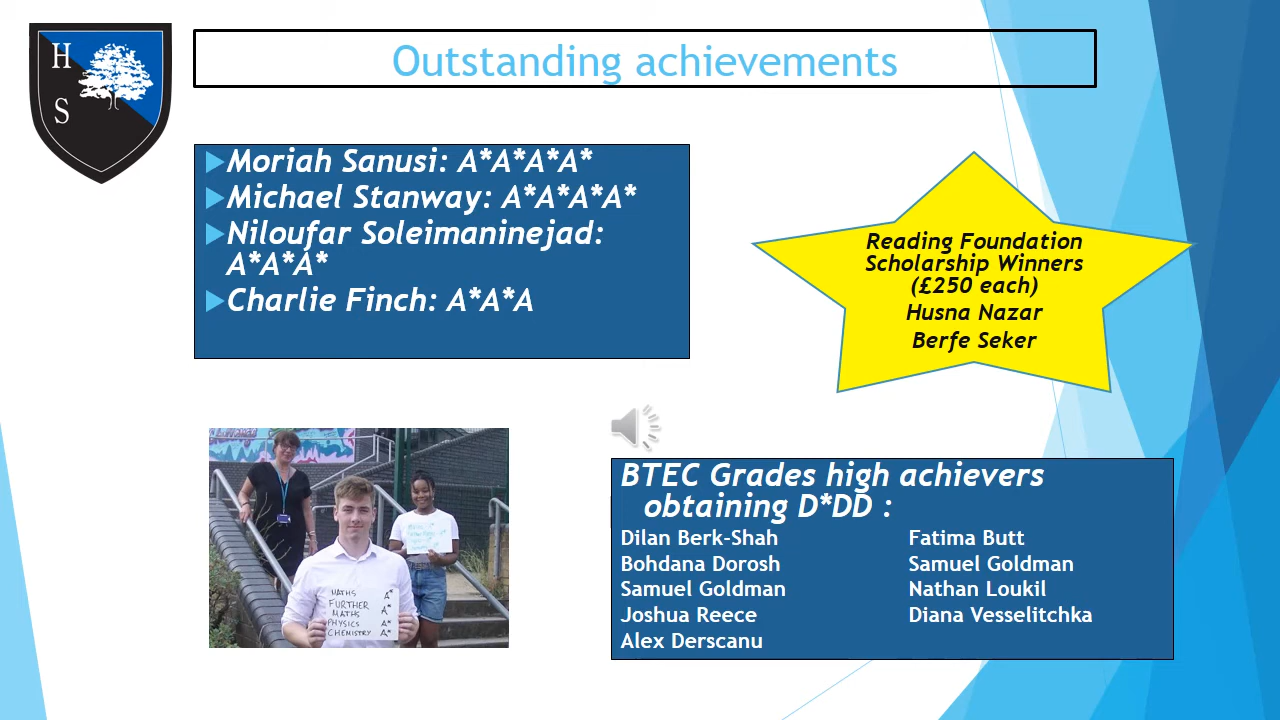 H
S
Outstanding achievements
Moriah Sanusi: A*A*A*A*
Michael Stanway: A*A*A*A*
Niloufar Soleimaninejad:
A*A*A*
Charlie Finch: A*A*A
Reading Foundation
Scholarship Winners
(£250 each)
Husna Nazar
Berfe Seker
MATHS A*
FURTHER
MATHS A*
PHYSICS A*
CHEMISTRY A*
BTEC Grades high achievers
obtaining D*DD :
Dilan Berk-Shah
Bohdana Dorosh
Samuel Goldman
Joshua Reece
Alex Derscanu
Fatima Butt
Samuel Goldman
Nathan Loukil
Diana Vesselitchka